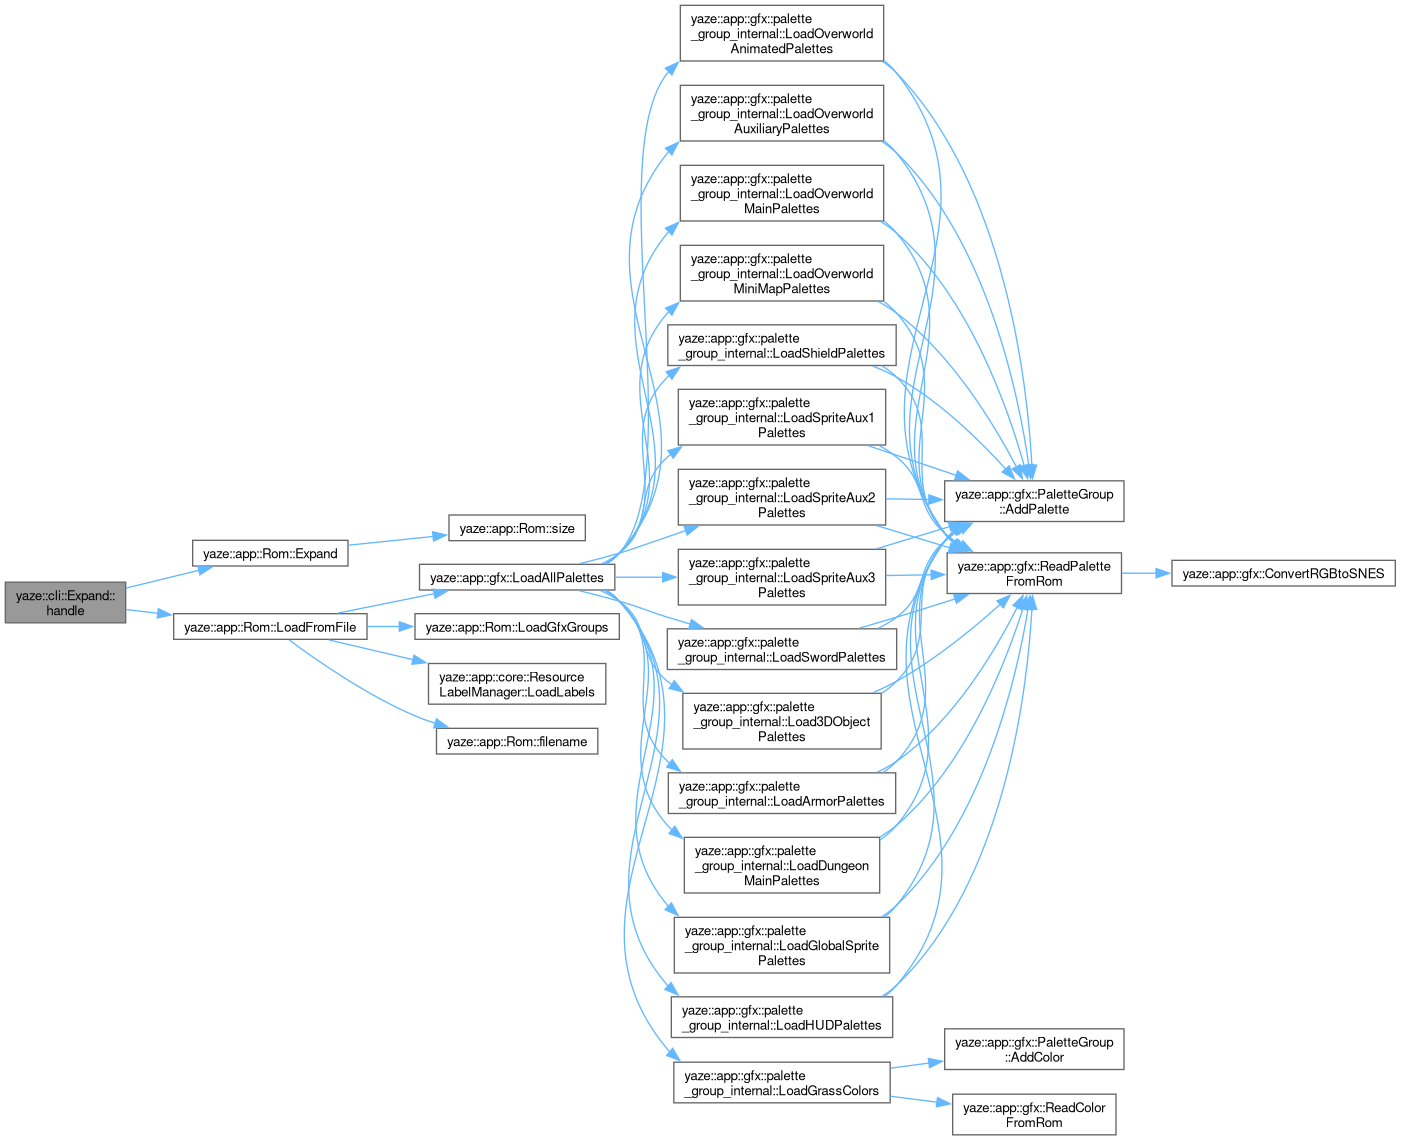 yaze::cli::Expand::
handle
yaze::app::Rom::Expand
yaze::app::Rom::LoadFromFile
yaze::app::Rom::size
yaze::app::gfx::LoadAllPalettes
yaze::app::Rom::LoadGfxGroups
yaze::app::core::Resource
LabelManager::LoadLabels
yaze::app::Rom::filename
yaze::app::gfx::palette
_group_internal::LoadOverworld
AnimatedPalettes
yaze::app::gfx::palette
_group_internal::LoadOverworld
AuxiliaryPalettes
yaze::app::gfx::palette
_group_internal::LoadOverworld
MainPalettes
yaze::app::gfx::palette
_group_internal::LoadOverworld
MiniMapPalettes
yaze::app::gfx::palette
_group_internal::LoadShieldPalettes
yaze::app::gfx::palette
_group_internal::LoadSpriteAux1
Palettes
yaze::app::gfx::palette
_group_internal::LoadSpriteAux2
Palettes
yaze::app::gfx::palette
_group_internal::LoadSpriteAux3
Palettes
yaze::app::gfx::palette
_group_internal::LoadSwordPalettes
yaze::app::gfx::palette
_group_internal::Load3DObject
Palettes
yaze::app::gfx::palette
_group_internal::LoadArmorPalettes
yaze::app::gfx::palette
_group_internal::LoadDungeon
MainPalettes
yaze::app::gfx::palette
_group_internal::LoadGlobalSprite
Palettes
yaze::app::gfx::palette
_group_internal::LoadHUDPalettes
yaze::app::gfx::palette
_group_internal::LoadGrassColors
yaze::app::gfx::PaletteGroup
::AddPalette
yaze::app::gfx::ReadPalette
FromRom
yaze::app::gfx::PaletteGroup
::AddColor
yaze::app::gfx::ReadColor
FromRom
yaze::app::gfx::ConvertRGBtoSNES